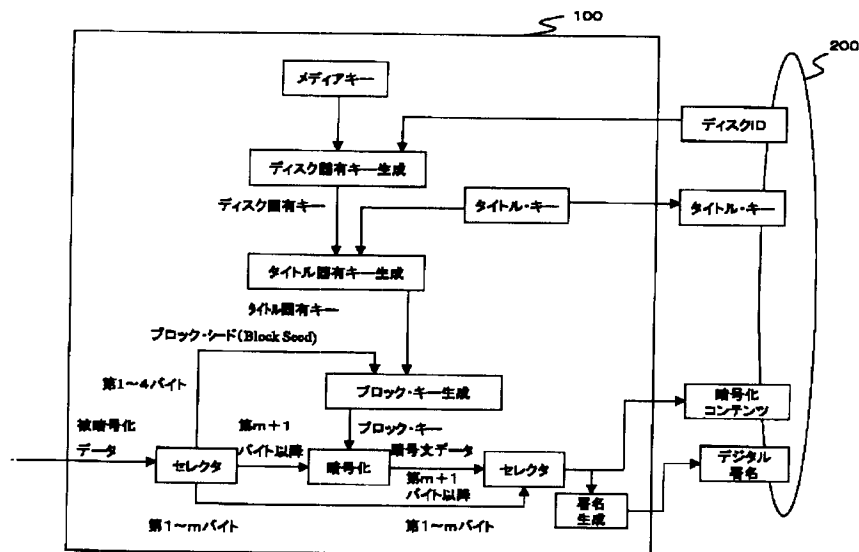 100
200
メディアキー
ディスクID
ディスク固有キー生成
ディスク固有キー
タイトル・キー
タイトル・キー
タイトル固有キー生成
タイトル固有キー
ブロック・シード(Block Seed)
第1~4バイト
ブロック・キー生成
ブロック・キー
暗号化
コンテンツ
被暗号化
データ
セレクタ
第m+1
バイト以降
暗号化
暗号文データ
第m+1
バイト以降
セレクタ
デジタル
署名
署名
生成
第1~mバイト
第1~mバイト